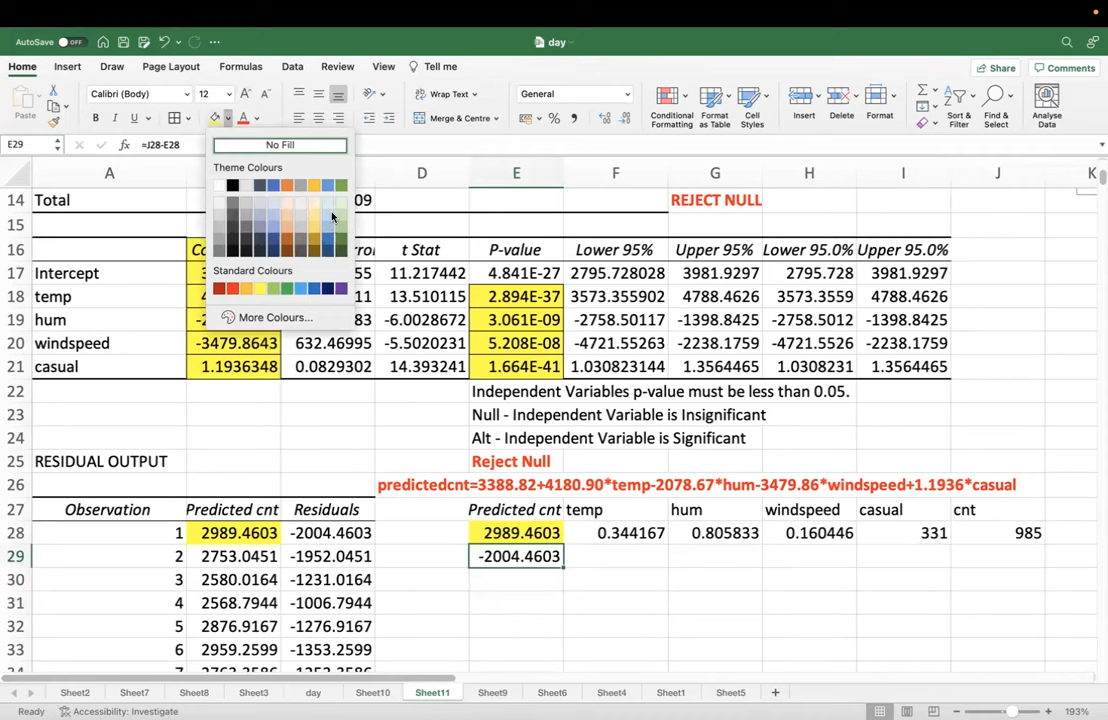 AutoSave OFF day
Home Insert Draw Page Layout Formulas Data Review View Tell me Share Comments
Paste Calibri (Body) 12 A A Wrap Text General Conditional Formatting Format as Table Cell Styles Insert Delete Format Sort & Filter Find & Select Analyse Data
B I U A Merge & Centre %
E29 fx =J28-E28
No Fill
Theme Colours
Standard Colours
More Colours...
A D E F G H I J K
14 Total 09 REJECT NULL
15
16 t Stat P-value Lower 95% Upper 95% Lower 95.0% Upper 95.0%
17 Intercept 55 11.217442 4.841E-27 2795.728028 3981.9297 2795.728 3981.9297
18 temp 11 13.510115 2.894E-37 3573.355902 4788.4626 3573.3559 4788.4626
19 hum 83 -6.0028672 3.061E-09 -2758.50117 -1398.8425 -2758.5012 -1398.8425
20 windspeed -3479.8643 632.46995 -5.5020231 5.208E-08 -4721.55263 -2238.1759 -4721.5526 -2238.1759
21 casual 1.1936348 0.0829302 14.393241 1.664E-41 1.030823144 1.3564465 1.0308231 1.3564465
22 Independent Variables p-value must be less than 0.05.
23 Null - Independent Variable is Insignificant
24 Alt - Independent Variable is Significant
25 RESIDUAL OUTPUT Reject Null
26 predictedcnt=3388.82+4180.90*temp-2078.67*hum-3479.86*windspeed+1.1936*casual
27 Observation Predicted cnt Residuals Predicted cnt temp hum windspeed casual cnt
28 1 2989.4603 -2004.4603 2989.4603 0.344167 0.805833 0.160446 331 985
29 2 2753.0451 -1952.0451 -2004.4603
30 3 2580.0164 -1231.0164
31 4 2568.7944 -1006.7944
32 5 2876.9167 -1276.9167
33 6 2959.2599 -1353.2599
Sheet2 Sheet7 Sheet8 Sheet3 day Sheet10 Sheet11 Sheet9 Sheet6 Sheet4 Sheet1 Sheet5 +
Ready Accessibility: Investigate 193%